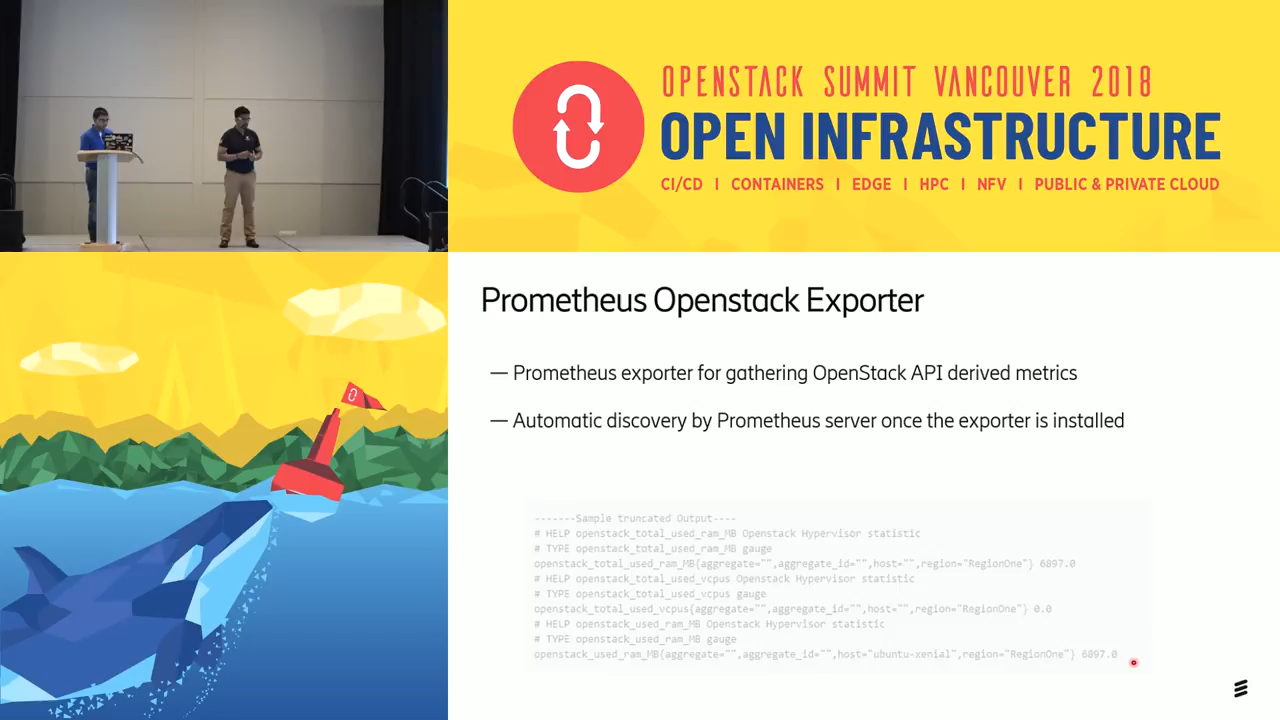 OPENSTACK SUMMIT VANCOUVER 2018
OPEN INFRASTRUCTURE
CI/CD | CONTAINERS | EDGE | HPC | NFV | PUBLIC & PRIVATE CLOUD
Prometheus Openstack Exporter
— Prometheus exporter for gathering OpenStack API derived metrics
— Automatic discovery by Prometheus server once the exporter is installed
-------Sample truncated Output----
# HELP openstack_total_used_ram_MB Openstack Hypervisor statistic
# TYPE openstack_total_used_ram_MB gauge
openstack_total_used_ram_MB{aggregate="",aggregate_id="",host="",region="RegionOne"} 6897.0
# HELP openstack_total_used_vcpus Openstack Hypervisor statistic
# TYPE openstack_total_used_vcpus gauge
openstack_total_used_vcpus{aggregate="",aggregate_id="",host="",region="RegionOne"} 0.0
# HELP openstack_used_ram_MB Openstack Hypervisor statistic
# TYPE openstack_used_ram_MB gauge
openstack_used_ram_MB{aggregate="",aggregate_id="",host="ubuntu-xenial",region="RegionOne"} 6897.0